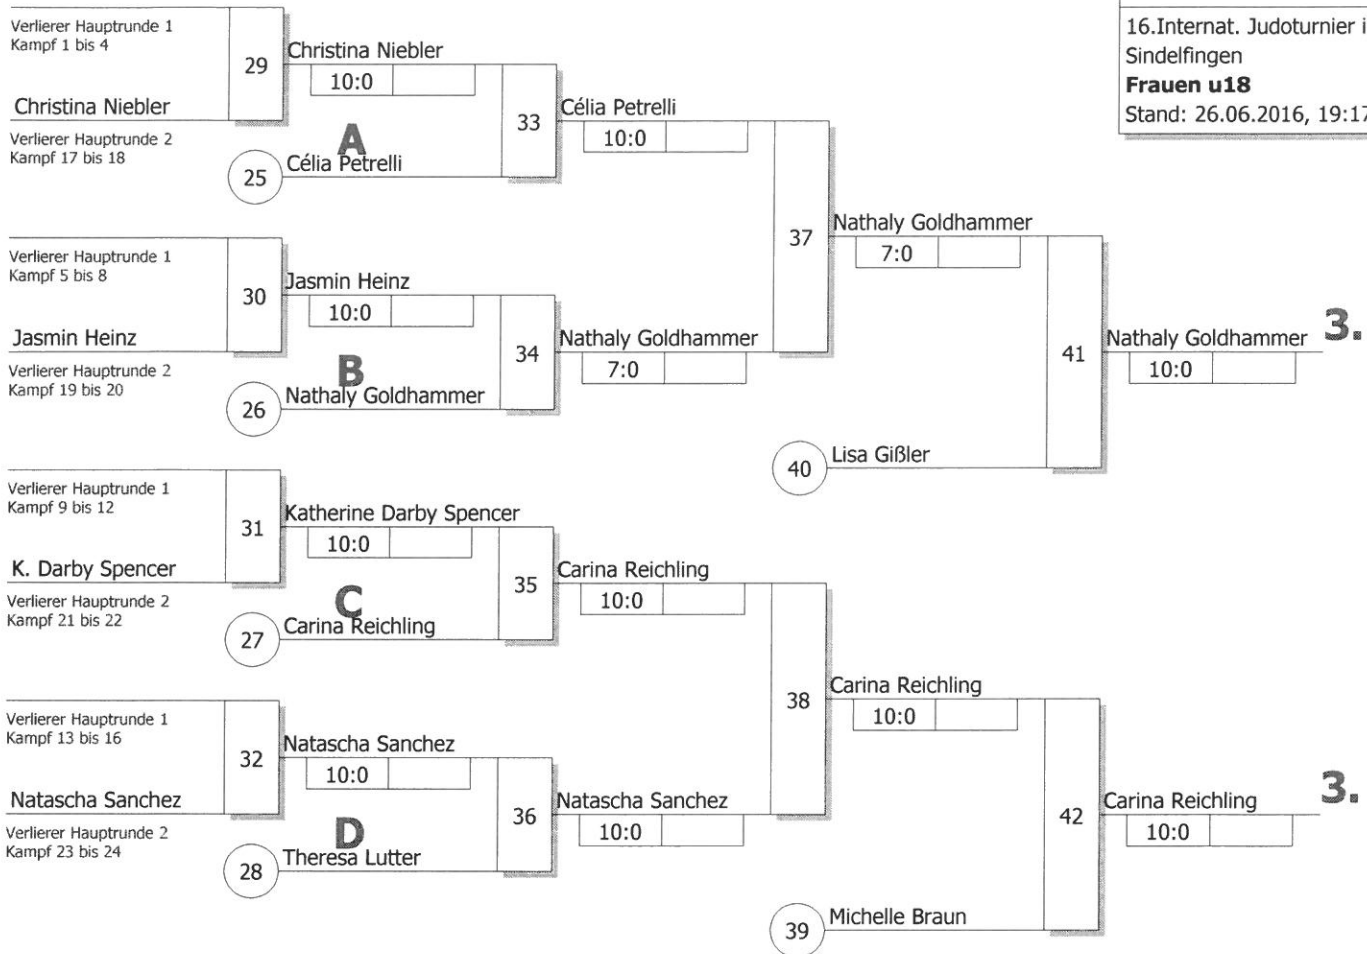 16.Internat. Judoturnier i
Sindelfingen
Frauen u18
Stand: 26.06.2016, 19:17
Verlierer Hauptrunde 1
Kampf 1 bis 4
29
Christina Niebler
10:0
Christina Niebler
Verlierer Hauptrunde 2
Kampf 17 bis 18
A
25
Célia Petrelli
33
Célia Petrelli
10:0
Verlierer Hauptrunde 1
Kampf 5 bis 8
30
Jasmin Heinz
10:0
Jasmin Heinz
Verlierer Hauptrunde 2
Kampf 19 bis 20
B
26
Nathaly Goldhammer
34
Nathaly Goldhammer
7:0
37
Nathaly Goldhammer
7:0
40
Lisa Gißler
41
Nathaly Goldhammer
10:0
3.
Verlierer Hauptrunde 1
Kampf 9 bis 12
31
Katherine Darby Spencer
10:0
K. Darby Spencer
Verlierer Hauptrunde 2
Kampf 21 bis 22
C
27
Carina Reichling
35
Carina Reichling
10:0
Verlierer Hauptrunde 1
Kampf 13 bis 16
32
Natascha Sanchez
10:0
Natascha Sanchez
Verlierer Hauptrunde 2
Kampf 23 bis 24
D
28
Theresa Lutter
36
Natascha Sanchez
10:0
38
Carina Reichling
10:0
39
Michelle Braun
42
Carina Reichling
10:0
3.